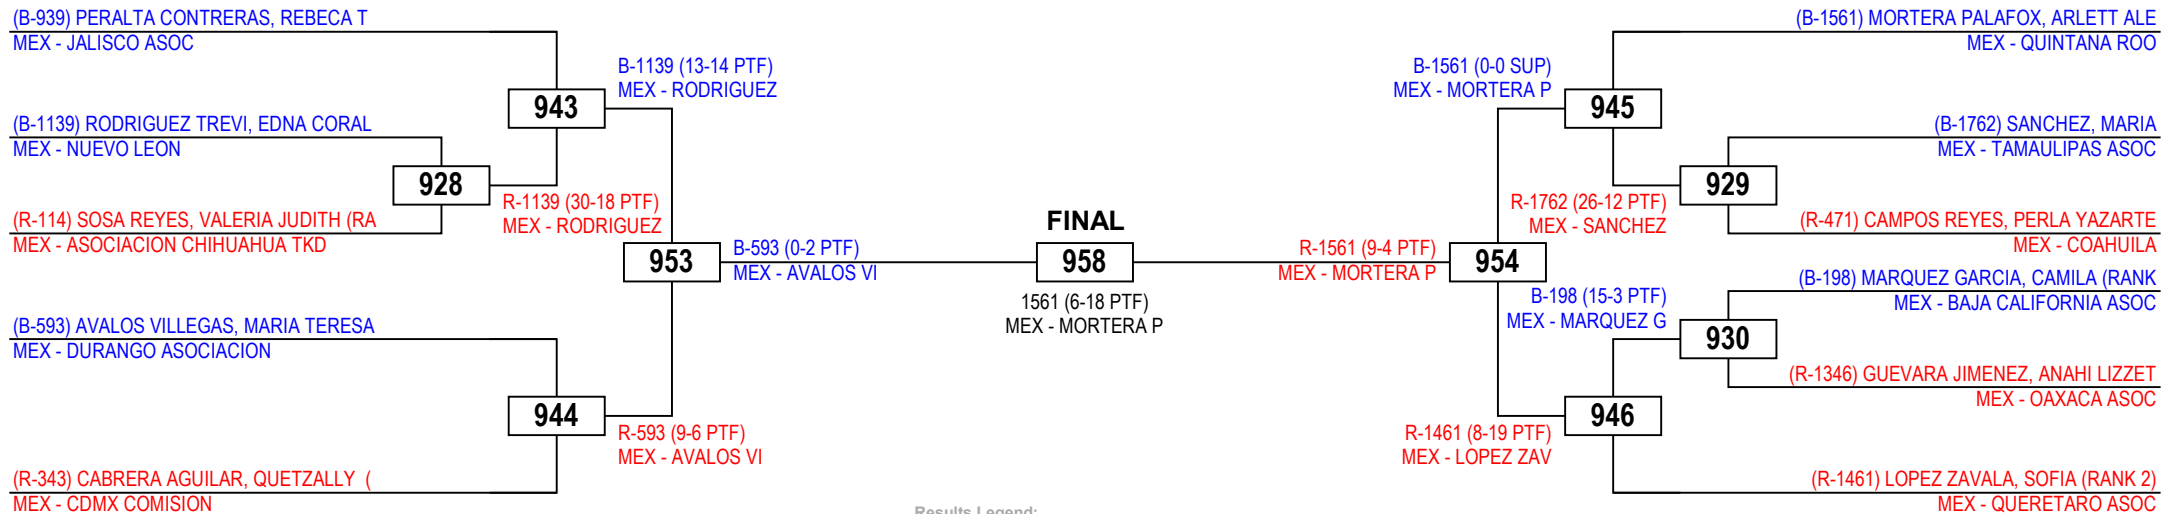 (B-939) PERALTA CONTRERAS, REBECA T
MEX - JALISCO ASOC
B-1139 (13-14 PTF)
MEX - RODRIGUEZ
943
(B-1139) RODRIGUEZ TREVI, EDNA CORAL
MEX - NUEVO LEON
928
R-1139 (30-18 PTF)
MEX - RODRIGUEZ
(R-114) SOSA REYES, VALERIA JUDITH (RA
MEX - ASOCIACION CHIHUAHUA TKD
953
B-593 (0-2 PTF)
MEX - AVALOS VI
(B-593) AVALOS VILLEGAS, MARIA TERESA
MEX - DURANGO ASOCIACION
944
R-593 (9-6 PTF)
MEX - AVALOS VI
(R-343) CABRERA AGUILAR, QUETZALLY (
MEX - CDMX COMISION
FINAL
958
1561 (6-18 PTF)
MEX - MORTERA P
(B-1561) MORTERA PALAFOX, ARLETT ALE
MEX - QUINTANA ROO
B-1561 (0-0 SUP)
MEX - MORTERA P
945
(B-1762) SANCHEZ, MARIA
MEX - TAMAULIPAS ASOC
929
R-1762 (26-12 PTF)
MEX - SANCHEZ
(R-471) CAMPOS REYES, PERLA YAZARTE
MEX - COAHUILA
R-1561 (9-4 PTF)
MEX - MORTERA P
954
(B-198) MARQUEZ GARCIA, CAMILA (RANK
MEX - BAJA CALIFORNIA ASOC
B-198 (15-3 PTF)
MEX - MARQUEZ G
930
(R-1346) GUEVARA JIMENEZ, ANAHI LIZZET
MEX - OAXACA ASOC
946
R-1461 (8-19 PTF)
MEX - LOPEZ ZAV
(R-1461) LOPEZ ZAVALA, SOFIA (RANK 2)
MEX - QUERETARO ASOC
Results Legend: